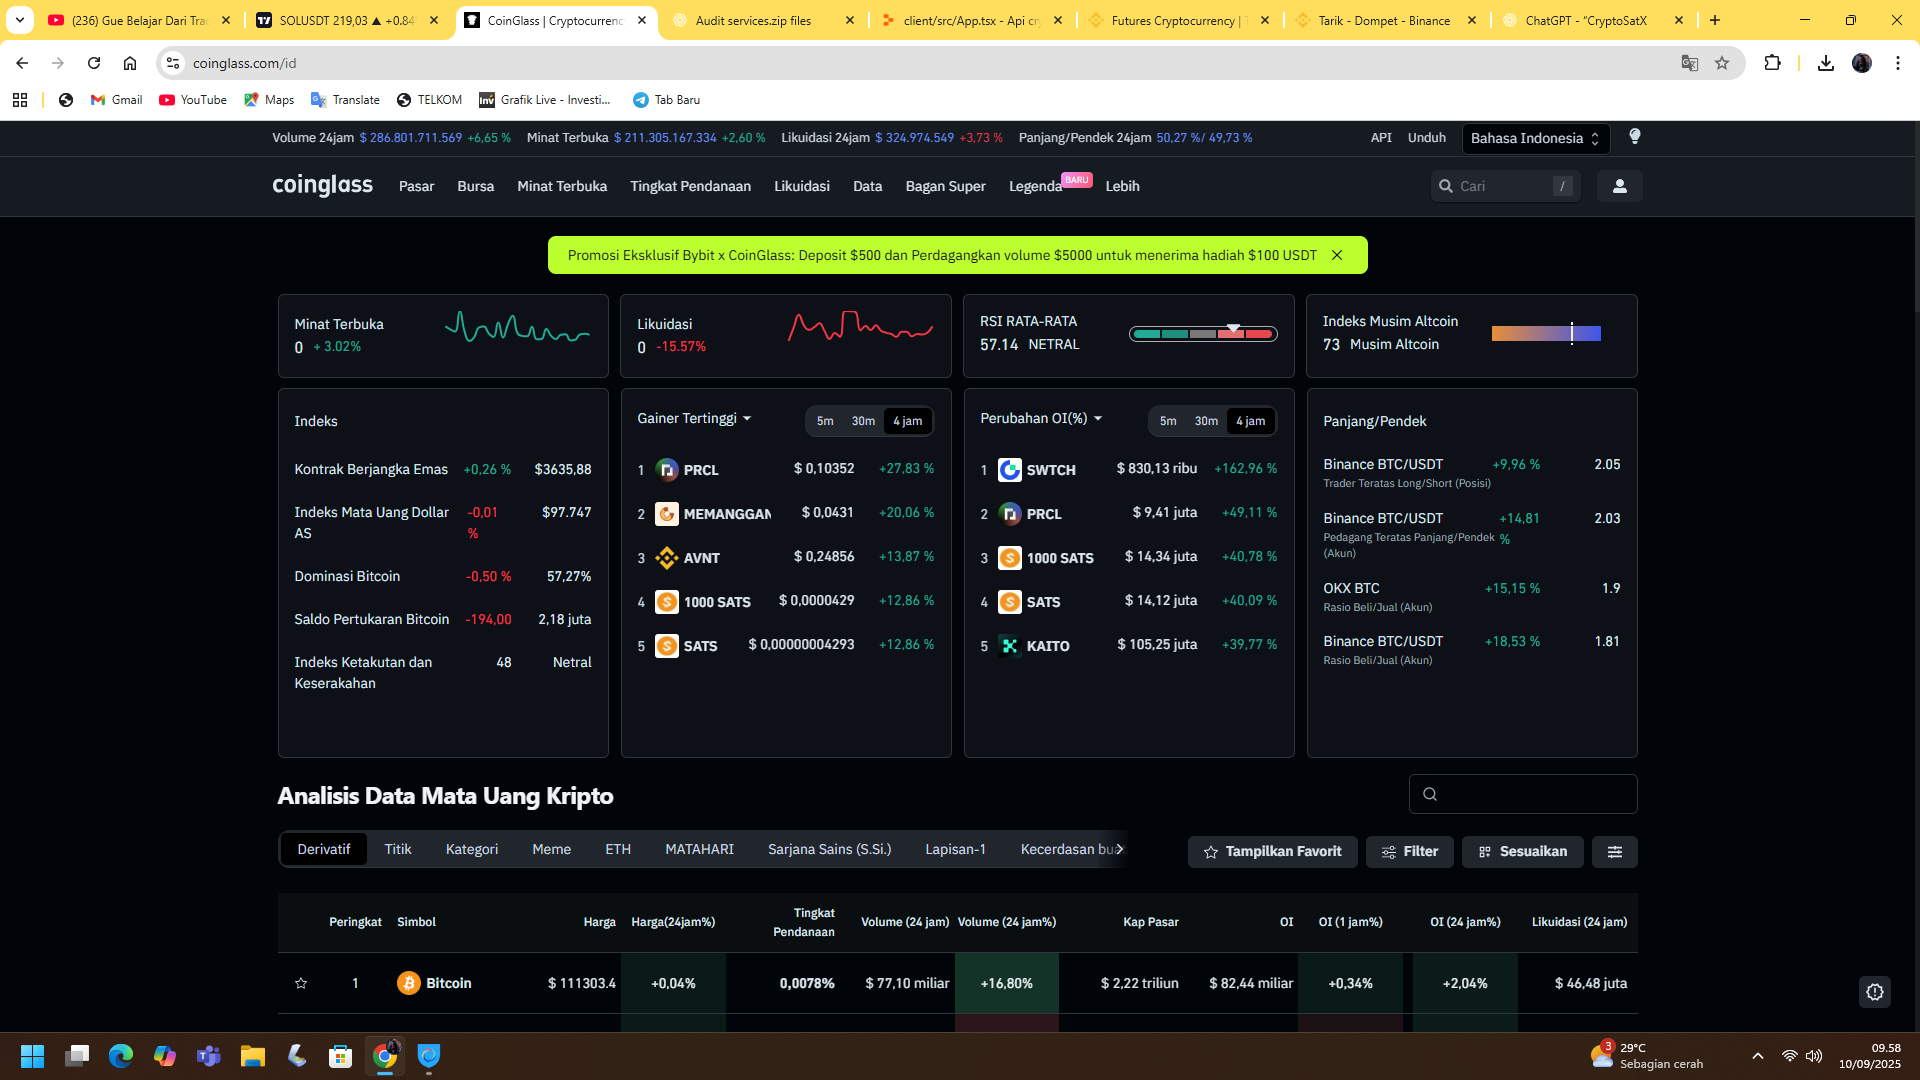 (236) Gue Belajar Dari Tra
SOLUSDT 219,03 ▲ +0.84
CoinGlass | Cryptocurrenc
Audit services.zip files
client/src/App.tsx - Api cr
Futures Cryptocurrency | T
Tarik - Dompet - Binance
ChatGPT - "CryptoSatX
coinglass.com/id
Gmail YouTube Maps Translate TELKOM Grafik Live - Investi... Tab Baru
Volume 24jam $ 286.801.711.569 +6,65 % Minat Terbuka $ 211.305.167.334 +2,60 % Likuidasi 24jam $ 324.974.549 +3,73 % Panjang/Pendek 24jam 50,27 %/ 49,73 % API Unduh Bahasa Indonesia
coinglass Pasar Bursa Minat Terbuka Tingkat Pendanaan Likuidasi Data Bagan Super Legenda BARU Lebih Cari /
Promosi Eksklusif Bybit x CoinGlass: Deposit $500 dan Perdagangkan volume $5000 untuk menerima hadiah $100 USDT
Minat Terbuka
0 + 3.02%
Likuidasi
0 -15.57%
RSI RATA-RATA
57.14 NETRAL
Indeks Musim Altcoin
73 Musim Altcoin
Indeks
Kontrak Berjangka Emas +0,26 % $3635,88
Indeks Mata Uang Dollar AS -0,01 % $97.747
Dominasi Bitcoin -0,50 % 57,27%
Saldo Pertukaran Bitcoin -194,00 2,18 juta
Indeks Ketakutan dan Keserakahan 48 Netral
Gainer Tertinggi 5m 30m 4 jam
1 PRCL $ 0,10352 +27,83 %
2 MEMANGGAN $ 0,0431 +20,06 %
3 AVNT $ 0,24856 +13,87 %
4 1000 SATS $ 0,0000429 +12,86 %
5 SATS $ 0,00000004293 +12,86 %
Perubahan OI(%) 5m 30m 4 jam
1 SWTCH $ 830,13 ribu +162,96 %
2 PRCL $ 9,41 juta +49,11 %
3 1000 SATS $ 14,34 juta +40,78 %
4 SATS $ 14,12 juta +40,09 %
5 KAITO $ 105,25 juta +39,77 %
Panjang/Pendek
Binance BTC/USDT +9,96 % 2.05
Trader Teratas Long/Short (Posisi)
Binance BTC/USDT +14,81 % 2.03
Pedagang Teratas Panjang/Pendek
(Akun)
OKX BTC +15,15 % 1.9
Rasio Beli/Jual (Akun)
Binance BTC/USDT +18,53 % 1.81
Rasio Beli/Jual (Akun)
Analisis Data Mata Uang Kripto
Derivatif Titik Kategori Meme ETH MATAHARI Sarjana Sains (S.Si.) Lapisan-1 Kecerdasan bua Tampilkan Favorit Filter Sesuaikan
Peringkat Simbol Harga Harga(24jam%) Tingkat Pendanaan Volume (24 jam) Volume (24 jam%) Kap Pasar OI OI (1 jam%) OI (24 jam%) Likuidasi (24 jam)
1 Bitcoin $ 111303.4 +0,04% 0,0078% $ 77,10 miliar +16,80% $ 2,22 triliun $ 82,44 miliar +0,34% +2,04% $ 46,48 juta
3
29°C
Sebagian cerah
09.58
10/09/2025